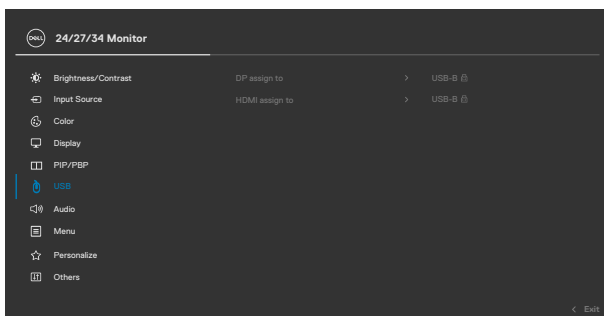 DELL
24/27/34 Monitor
Brightness/Contrast
DP assign to > USB-B
Input Source
HDMI assign to > USB-B
Color
Display
PIP/PBP
USB
Audio
Menu
Personalize
Others
< Exit